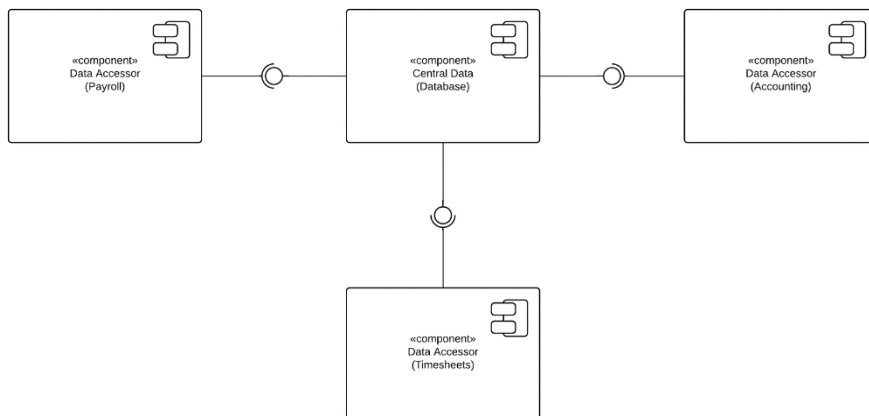 «component»
Data Accessor
(Payroll)
«component»
Central Data
(Database)
«component»
Data Accessor
(Accounting)
«component»
Data Accessor
(Timesheets)